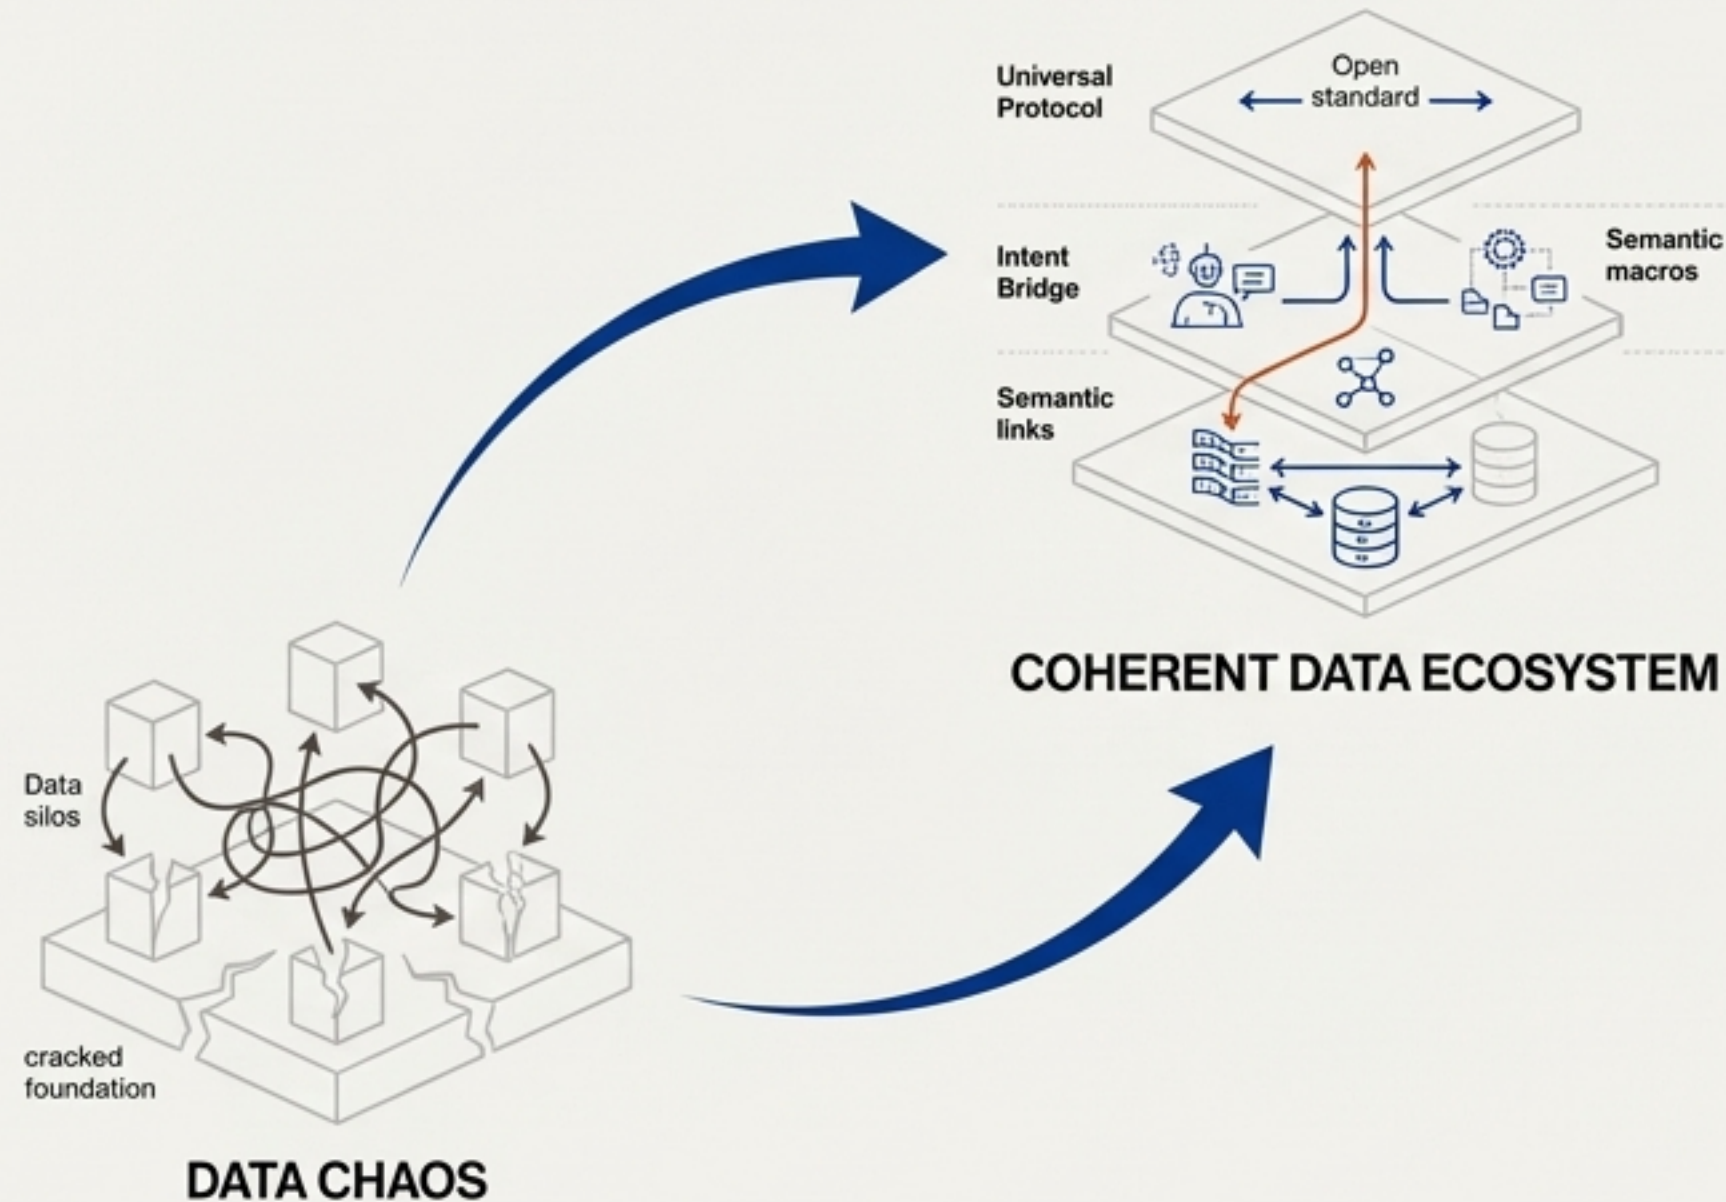 Universal
Protocol
Open
standard
Intent
Bridge
Semantic
macros
Semantic
links
COHERENT DATA ECOSYSTEM
Data
silos
cracked
foundation
DATA CHAOS